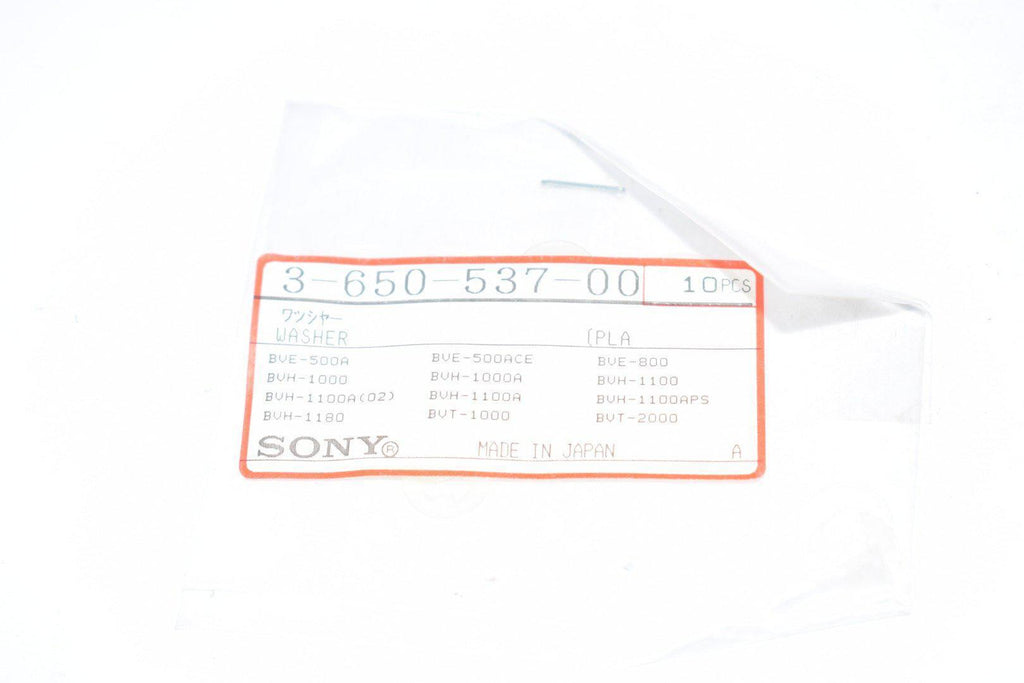 3-650-537-00 10PCS
ワッシャー
WASHER (PLA
BVE-500A BVE-500ACE BVE-800
BVH-1000 BVH-1000A BVH-1100
BVH-1100A(02) BVH-1100A BVH-1100APS
BVH-1180 BVT-1000 BVT-2000
SONY® MADE IN JAPAN A